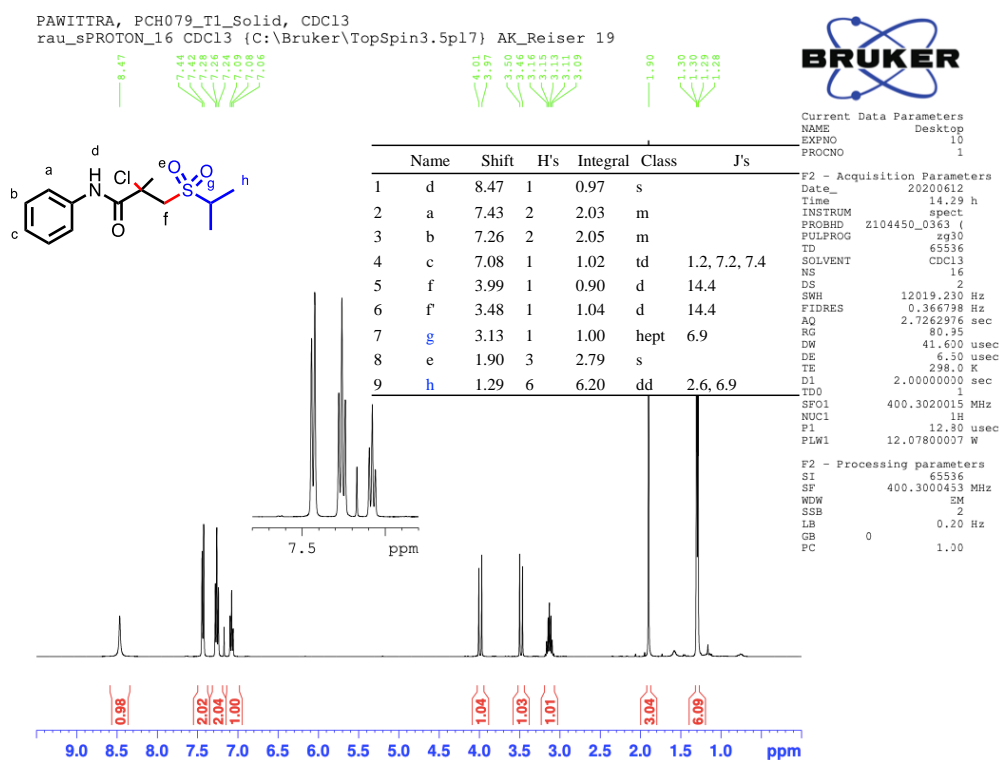 PAWITTRA, PCH079_T1_Solid, CDCl3
rau_sPROTON_16 CDCl3 {C:\Bruker\TopSpin3.5pl7} AK_Reiser 19
8.47
7.44
7.42
7.28
7.26
7.24
7.09
7.08
7.06
4.01
3.97
3.50
3.46
3.16
3.15
3.13
3.11
3.09
1.90
1.30
1.30
1.29
1.28
BRUKER
Current Data Parameters
NAME Desktop
EXPNO 10
PROCNO 1
F2 - Acquisition Parameters
Date_ 20200612
Time 14.29 h
INSTRUM spect
PROBHD Z104450_0363 (
PULPROG zg30
TD 65536
SOLVENT CDCl3
NS 16
DS 2
SWH 12019.230 Hz
FIDRES 0.366798 Hz
AQ 2.7262976 sec
RG 80.95
DW 41.600 usec
DE 6.50 usec
TE 298.0 K
D1 2.00000000 sec
TD0 1
SFO1 400.3020015 MHz
NUC1 1H
P1 12.80 usec
PLW1 12.07800007 W
F2 - Processing parameters
SI 65536
SF 400.3000453 MHz
WDW EM
SSB 2
LB 0.20 Hz
GB 0
PC 1.00
a
b
c
d
H
N
O
Cl
e
f
O
O
S
g
h
Name Shift H's Integral Class J's
1 d 8.47 1 0.97 s
2 a 7.43 2 2.03 m
3 b 7.26 2 2.05 m
4 c 7.08 1 1.02 td 1.2, 7.2, 7.4
5 f 3.99 1 0.90 d 14.4
6 f' 3.48 1 1.04 d 14.4
7 g 3.13 1 1.00 hept 6.9
8 e 1.90 3 2.79 s
9 h 1.29 6 6.20 dd 2.6, 6.9
7.5 ppm
0.98
2.02
2.04
1.00
1.04
1.03
1.01
3.04
6.09
9.0 8.5 8.0 7.5 7.0 6.5 6.0 5.5 5.0 4.5 4.0 3.5 3.0 2.5 2.0 1.5 1.0 ppm